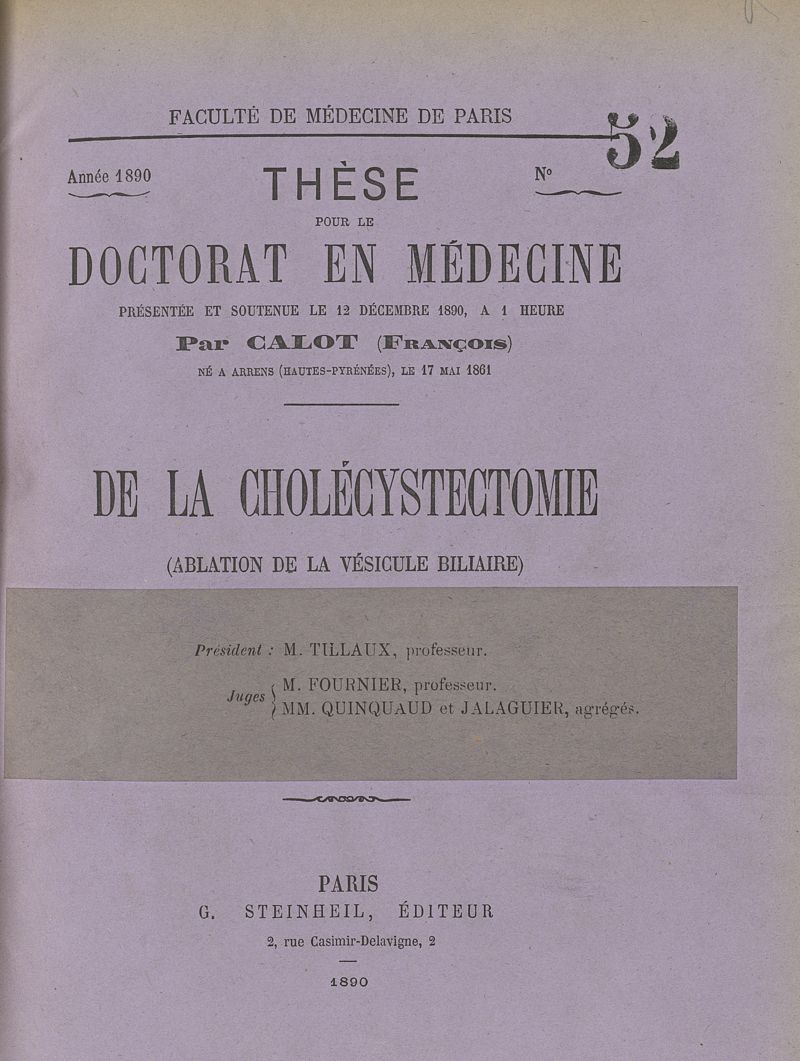 FACULTÉ DE MÉDECINE DE PARIS
Année 1890
THÈSE
N° 52
POUR LE
DOCTORAT EN MÉDECINE
PRÉSENTÉE ET SOUTENUE LE 12 DÉCEMBRE 1890, A 1 HEURE
Par CALOT (FRANÇOIS)
NÉ A ARRENS (HAUTES-PYRÉNÉES), LE 17 MAI 1861
DE LA CHOLÉCYSTECTOMIE
(ABLATION DE LA VÉSICULE BILIAIRE)
Président : M. TILLAUX, professeur.
Juges
M. FOURNIER, professeur.
MM. QUINQUAUD et JALAGUIER, agrégés.
PARIS
G. STEINHEIL, ÉDITEUR
2, rue Casimir-Delavigne, 2
1890